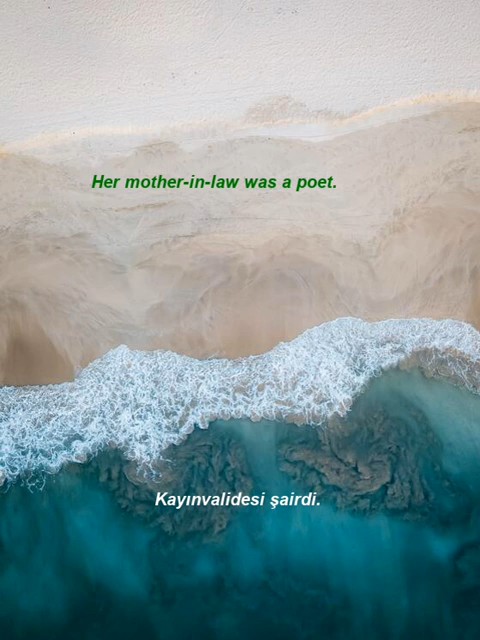 Her mother-in-law was a poet.
Kayınvalidesi şairdi.